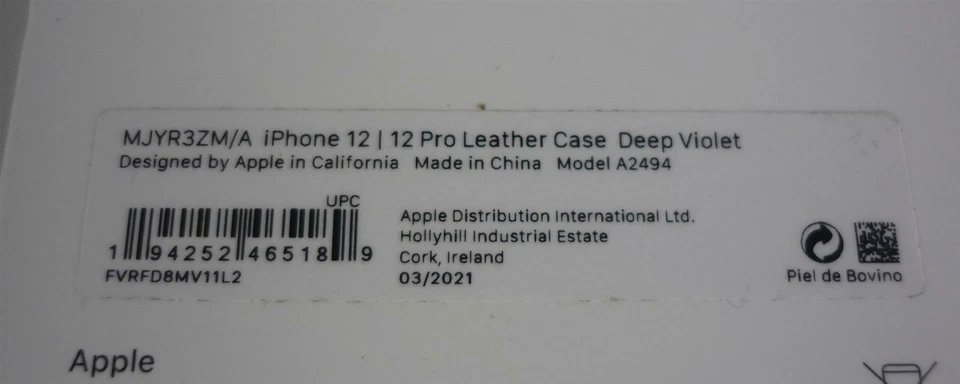 MJYR3ZM/A iPhone 12 | 12 Pro Leather Case Deep Violet
Designed by Apple in California Made in China Model A2494
UPC
1 94252 46518 9
FVRFD8MV11L2
Apple Distribution International Ltd.
Hollyhill Industrial Estate
Cork, Ireland
03/2021
Piel de Bovino
Apple